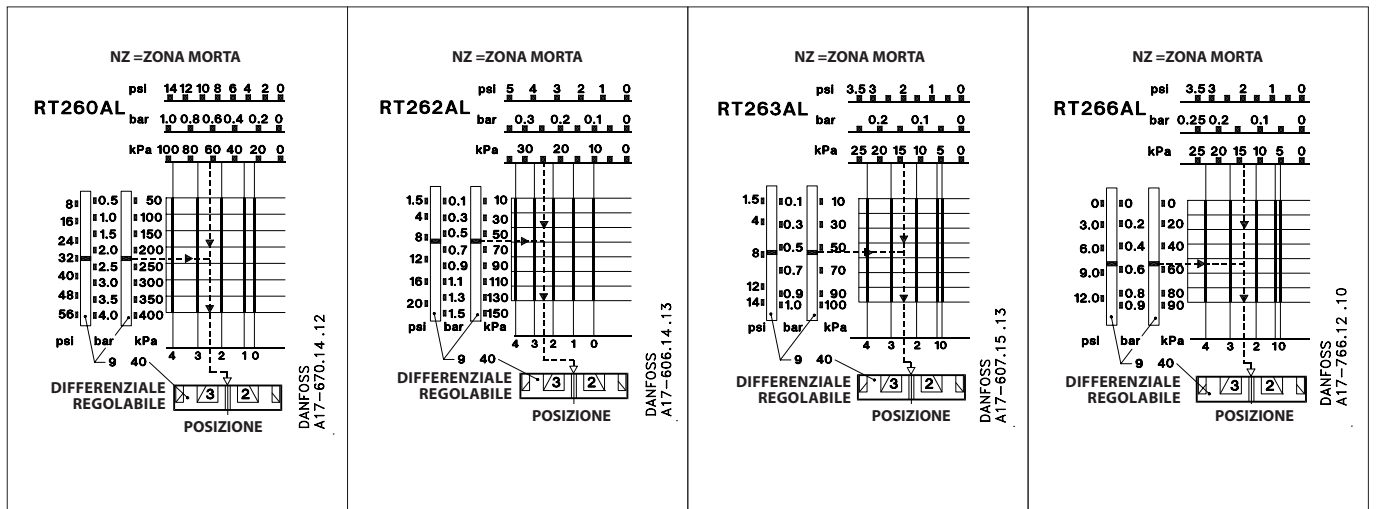 NZ =ZONA MORTA
RT260AL
psi 14 12 10 8 6 4 2 0
bar 1.0 0.8 0.6 0.4 0.2 0
kPa 100 80 60 40 20 0
8 0.5 50
16 1.0 100
1.5 150
24 2.0 200
32 2.5 250
40 3.0 300
48 3.5 350
56 4.0 400
psi bar kPa
4 3 2 1 0
9 40
DIFFERENZIALE
REGOLABILE
3 2
POSIZIONE
DANFOSS
A17-670.14.12
NZ =ZONA MORTA
RT262AL
psi 5 4 3 2 1 0
bar 0.3 0.2 0.1 0
kPa 30 20 10 0
1.5 0.1 10
4 0.3 30
8 0.5 50
0.7 70
12 0.9 90
16 1.1 110
20 1.3 130
1.5 150
psi bar kPa
4 3 2 1 0
9 40
DIFFERENZIALE
REGOLABILE
3 2
POSIZIONE
DANFOSS
A17-606.14.13
NZ =ZONA MORTA
RT263AL
psi 3.5 3 2 1 0
bar 0.2 0.1 0
kPa 25 20 15 10 5 0
1.5 0.1 10
4 0.3 30
0.5 50
8 0.7 70
12 0.9 90
14 1.0 100
psi bar kPa
4 3 2 10
9 40
DIFFERENZIALE
REGOLABILE
3 2
POSIZIONE
DANFOSS
A17-607.15.13
NZ =ZONA MORTA
RT266AL
psi 3.5 3 2 1 0
bar 0.25 0.2 0.1 0
kPa 25 20 15 10 5 0
0 0 0
3.0 0.2 20
6.0 0.4 40
9.0 0.6 60
12.0 0.8 80
0.9 90
psi bar kPa
4 3 2 10
9 40
DIFFERENZIALE
REGOLABILE
3 2
POSIZIONE
DANFOSS
A17-766.12.10